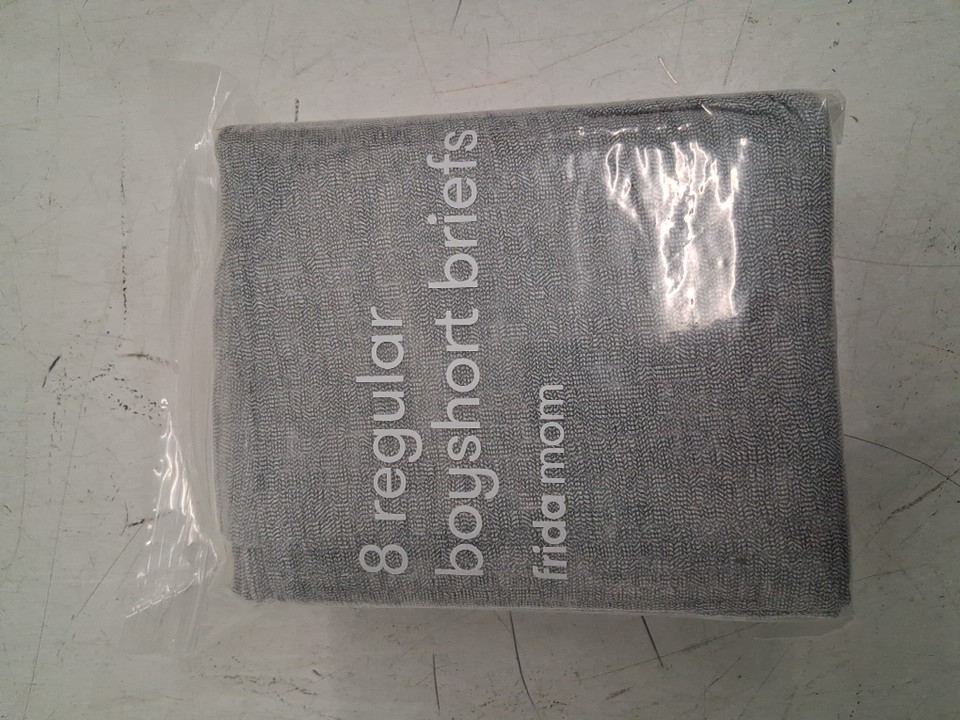 8 regular
boyshort briefs
frida mom